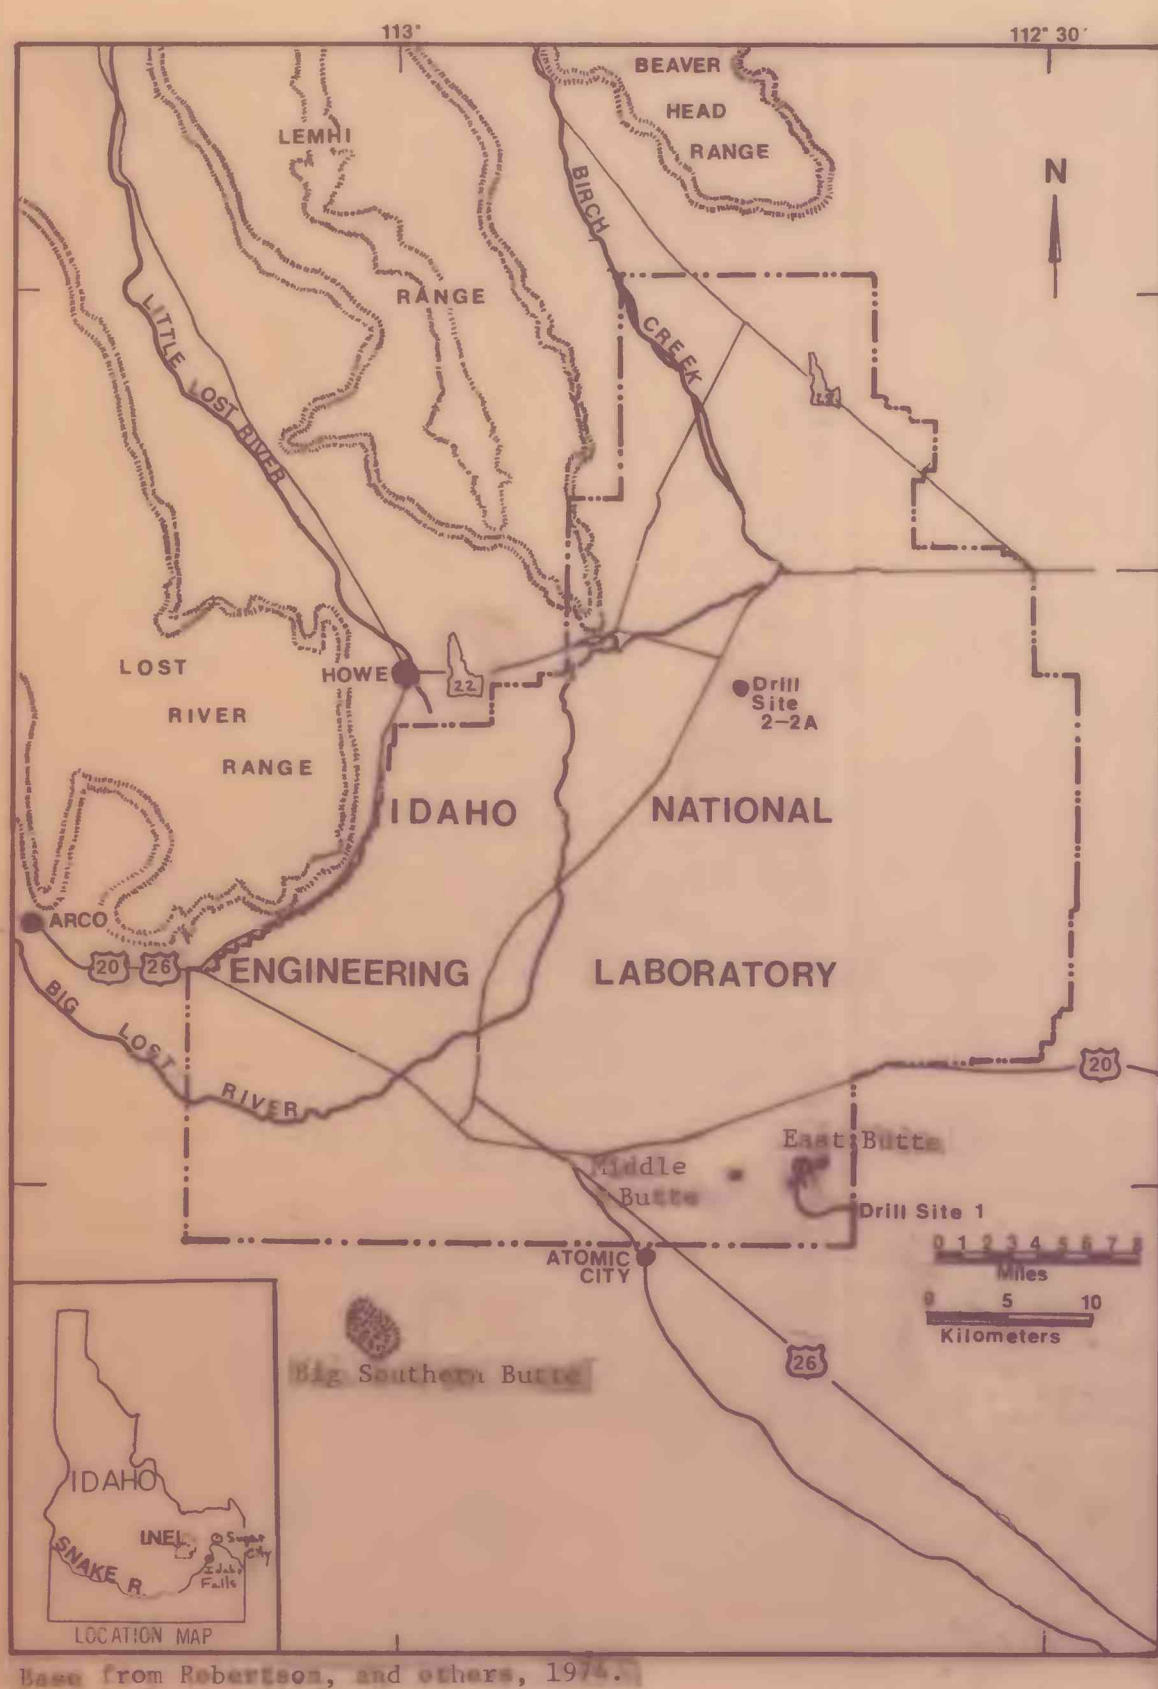 113°
112° 30′
BEAVER
HEAD
RANGE
LEMHI
RANGE
N
BIRCH
CREEK
LITTLE LOST RIVER
HOWE
22
LOST
RIVER
RANGE
Drill
Site
2-2A
IDAHO NATIONAL
ENGINEERING LABORATORY
ARCO
20 26
BIG LOST RIVER
20
East Butte
Middle
Butte
Drill Site 1
ATOMIC
CITY
0 1 2 3 4 5 6 7 8
Miles
0 5 10
Kilometers
26
Big Southern Butte
IDAHO
INEL
Sugar
City
Idaho
Falls
SNAKE R.
LOCATION MAP
Base from Robertson, and others, 1974.